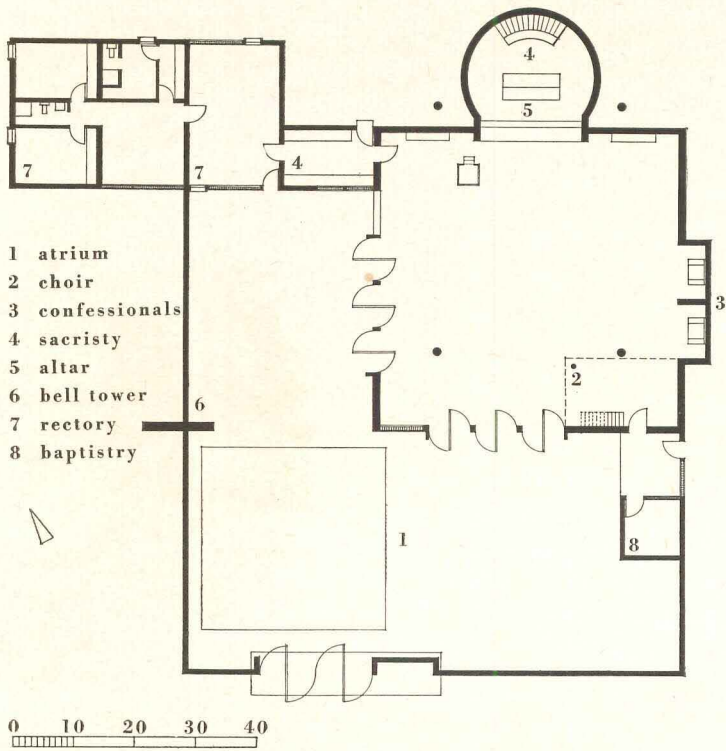 4
5
7
7
4
1 atrium
2 choir
3 confessionals
4 sacristy
5 altar
6 bell tower
7 rectory
8 baptistry
3
2
6
1
8
0 10 20 30 40